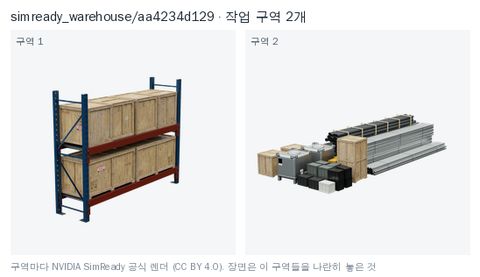 simready_warehouse/aa4234d129 · 작업 구역 2개
구역 1
구역 2
구역마다 NVIDIA SimReady 공식 렌더 (CC BY 4.0). 장면은 이 구역들을 나란히 놓은 것